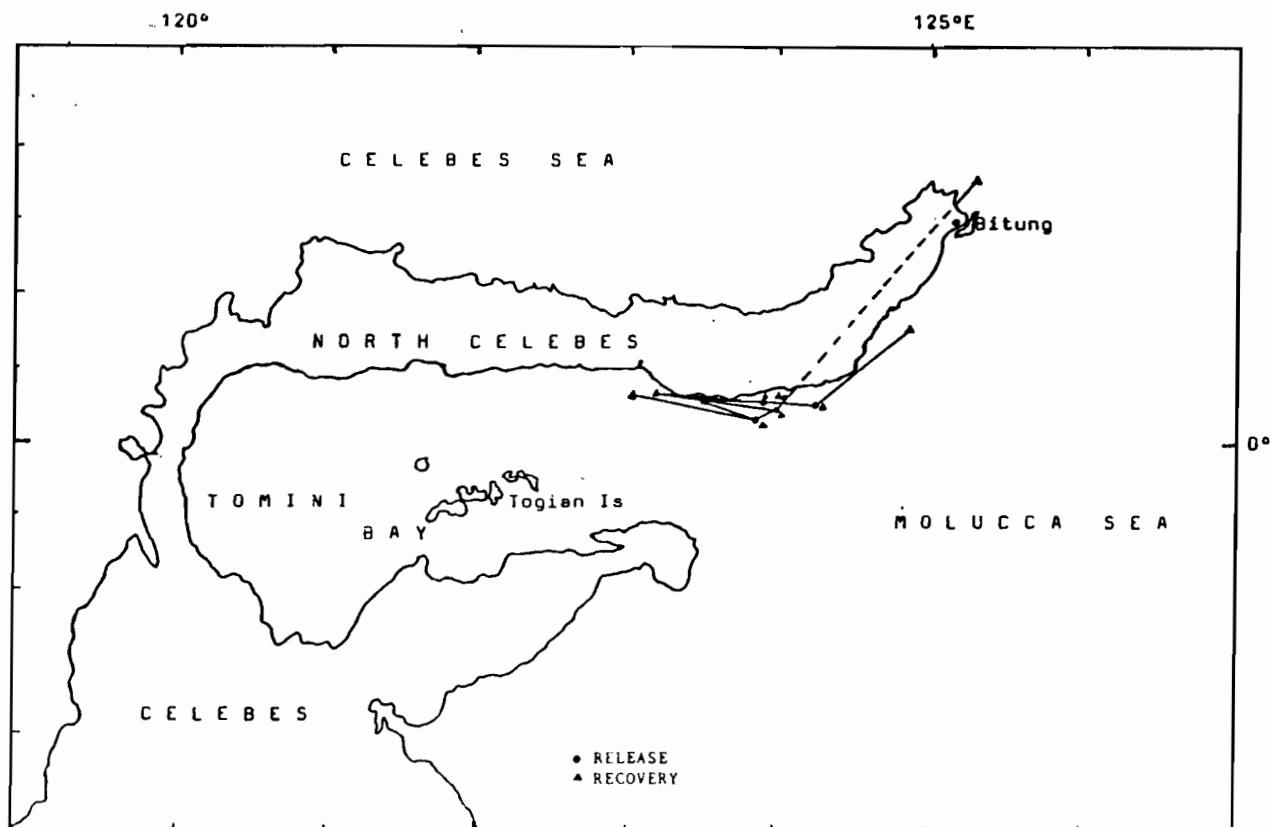 120°
125°E
CELEBES SEA
Bitung
NORTH CELEBES
0°
TOMINI
BAY
Togian Is
MOLUCCA SEA
CELEBES
RELEASE
RECOVERY